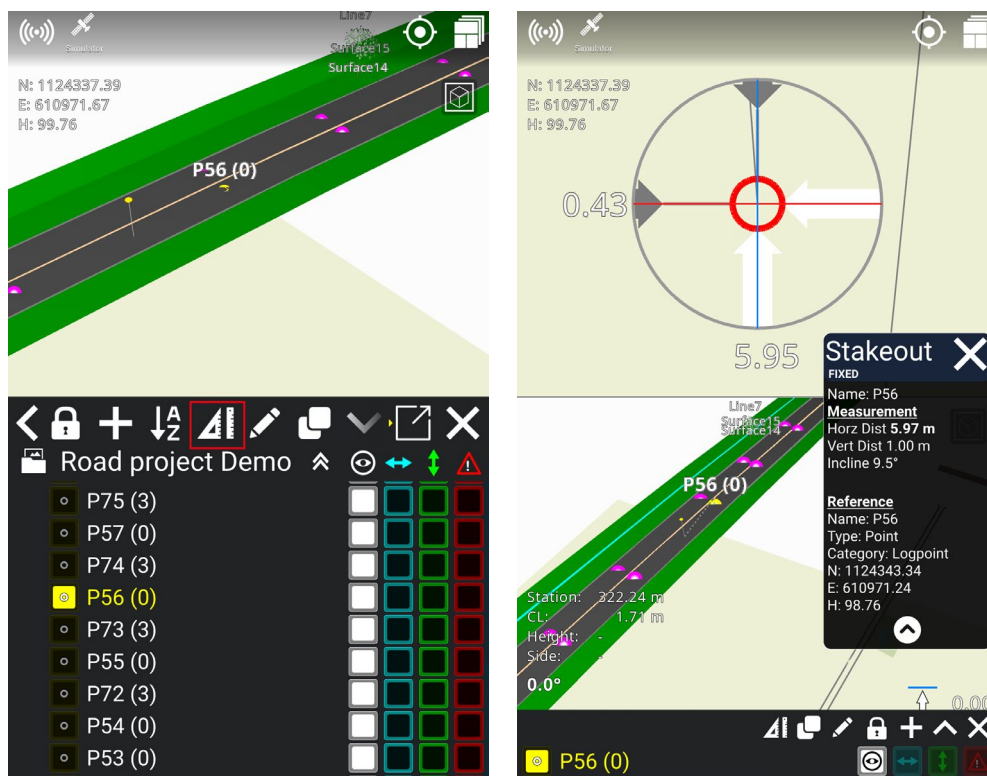 Simulator
Line7
Surface15
Surface14
N: 1124337.39
E: 610971.67
H: 99.76
P56 (0)
A
Z
Road project Demo
P75 (3)
P57 (0)
P74 (3)
P56 (0)
P73 (3)
P55 (0)
P72 (3)
P54 (0)
P53 (0)
Simulator
N: 1124337.39
E: 610971.67
H: 99.76
0.43
5.95
Stakeout
FIXED
Name: P56
Measurement
Horz Dist 5.97 m
Vert Dist 1.00 m
Incline 9.5°
Reference
Name: P56
Type: Point
Category: Logpoint
N: 1124343.34
E: 610971.24
H: 98.76
Line7
Surface15
Surface14
P56 (0)
Station: 322.24 m
CL: 1.71 m
Height: -
Side: -
0.0°
0.00
P56 (0)